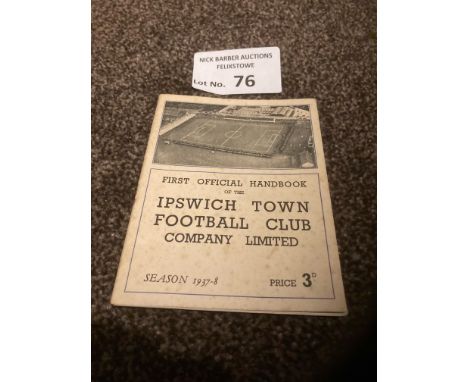 NICK BARBER AUCTIONS
FELIXSTOWE
Lot No. 76
FIRST OFFICIAL HANDBOOK
OF THE
IPSWICH TOWN
FOOTBALL CLUB
COMPANY LIMITED
SEASON 1937-8 PRICE 3D